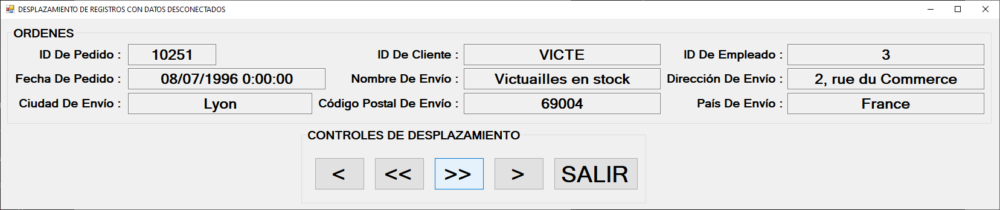 DESPLAZAMIENTO DE REGISTROS CON DATOS DESCONECTADOS
ORDENES
ID De Pedido : 10251 ID De Cliente : VICTE ID De Empleado : 3
Fecha De Pedido : 08/07/1996 0:00:00 Nombre De Envío : Victuailles en stock Dirección De Envío : 2, rue du Commerce
Ciudad De Envío : Lyon Código Postal De Envío : 69004 País De Envío : France
CONTROLES DE DESPLAZAMIENTO
< << >> > SALIR